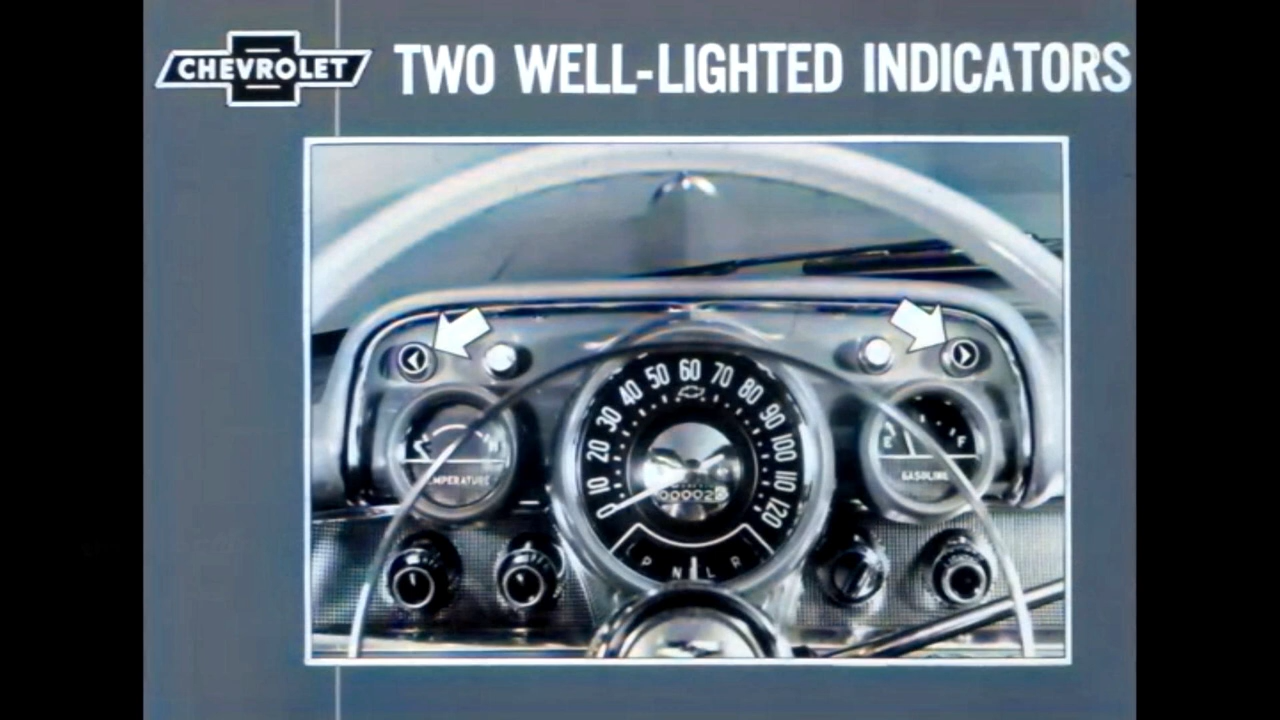 CHEVROLET
TWO WELL-LIGHTED INDICATORS
0 10 20 30 40 50 60 70 80 90 100 110 120
E F
TEMPERATURE
GASOLINE
P N L R